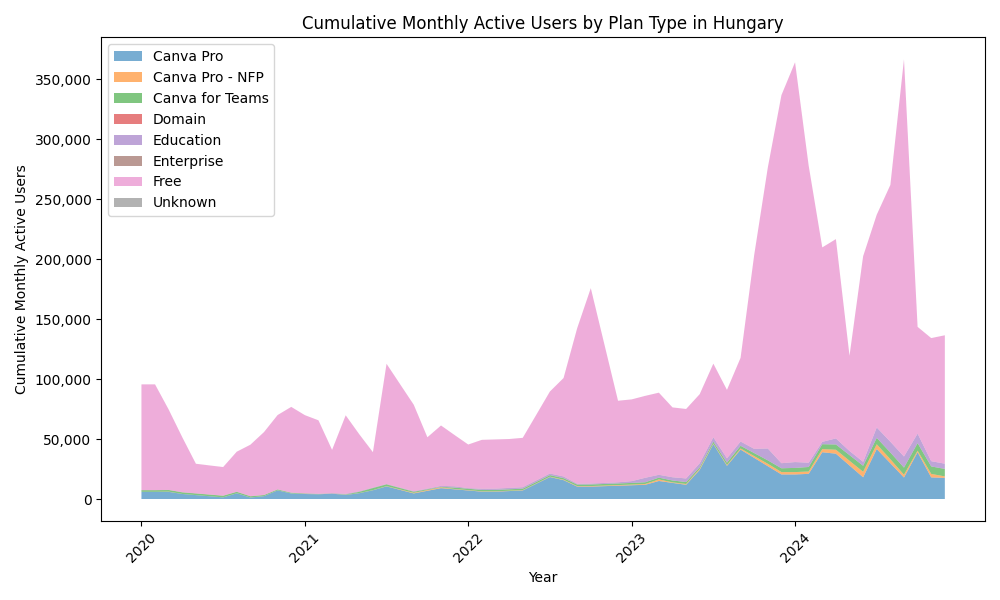 Cumulative Monthly Active Users by Plan Type in Hungary
Canva Pro
Canva Pro - NFP
Canva for Teams
Domain
Education
Enterprise
Free
Unknown
Cumulative Monthly Active Users
350,000
300,000
250,000
200,000
150,000
100,000
50,000
0
2020
2021
2022
2023
2024
Year